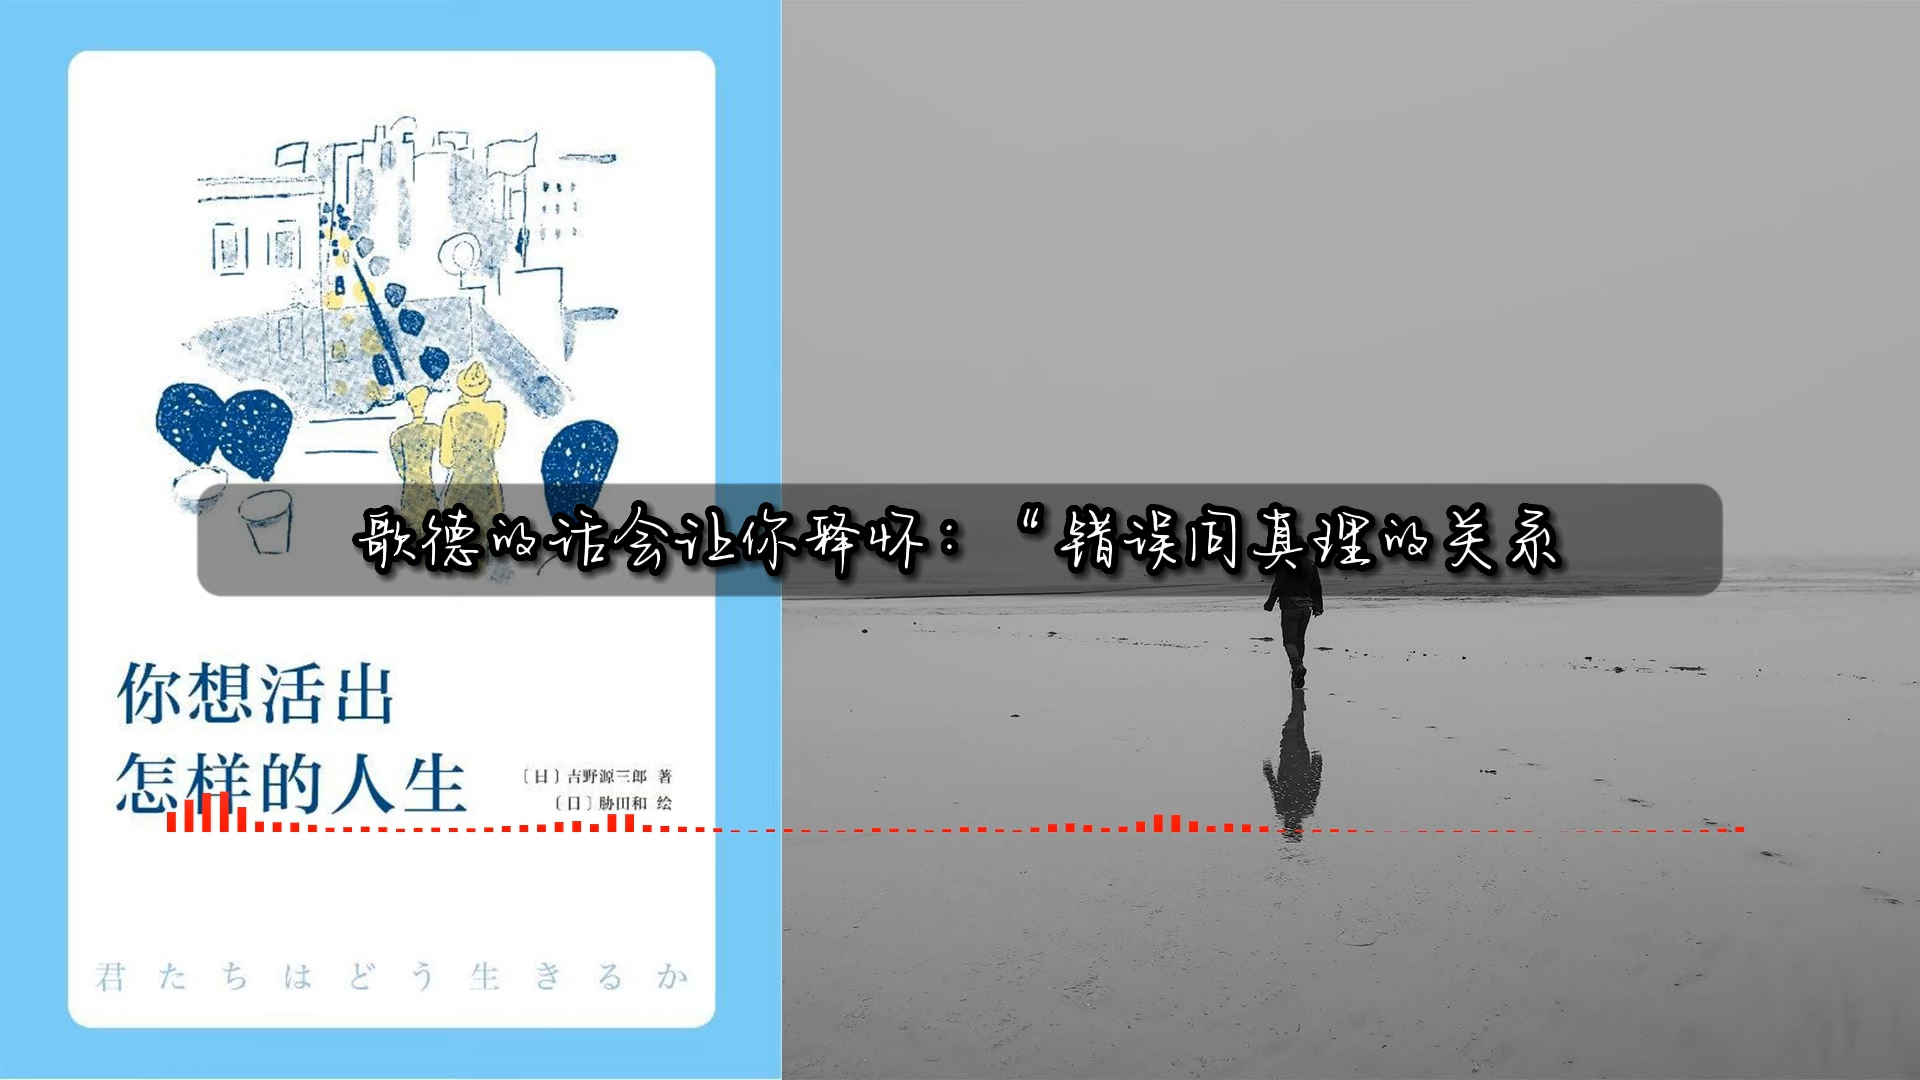 歌德的话会让你释怀：“错误同真理的关系
你想活出
怎样的人生
〔日〕吉野源三郎 著
〔日〕胁田和 绘
君たちはどう生きるか